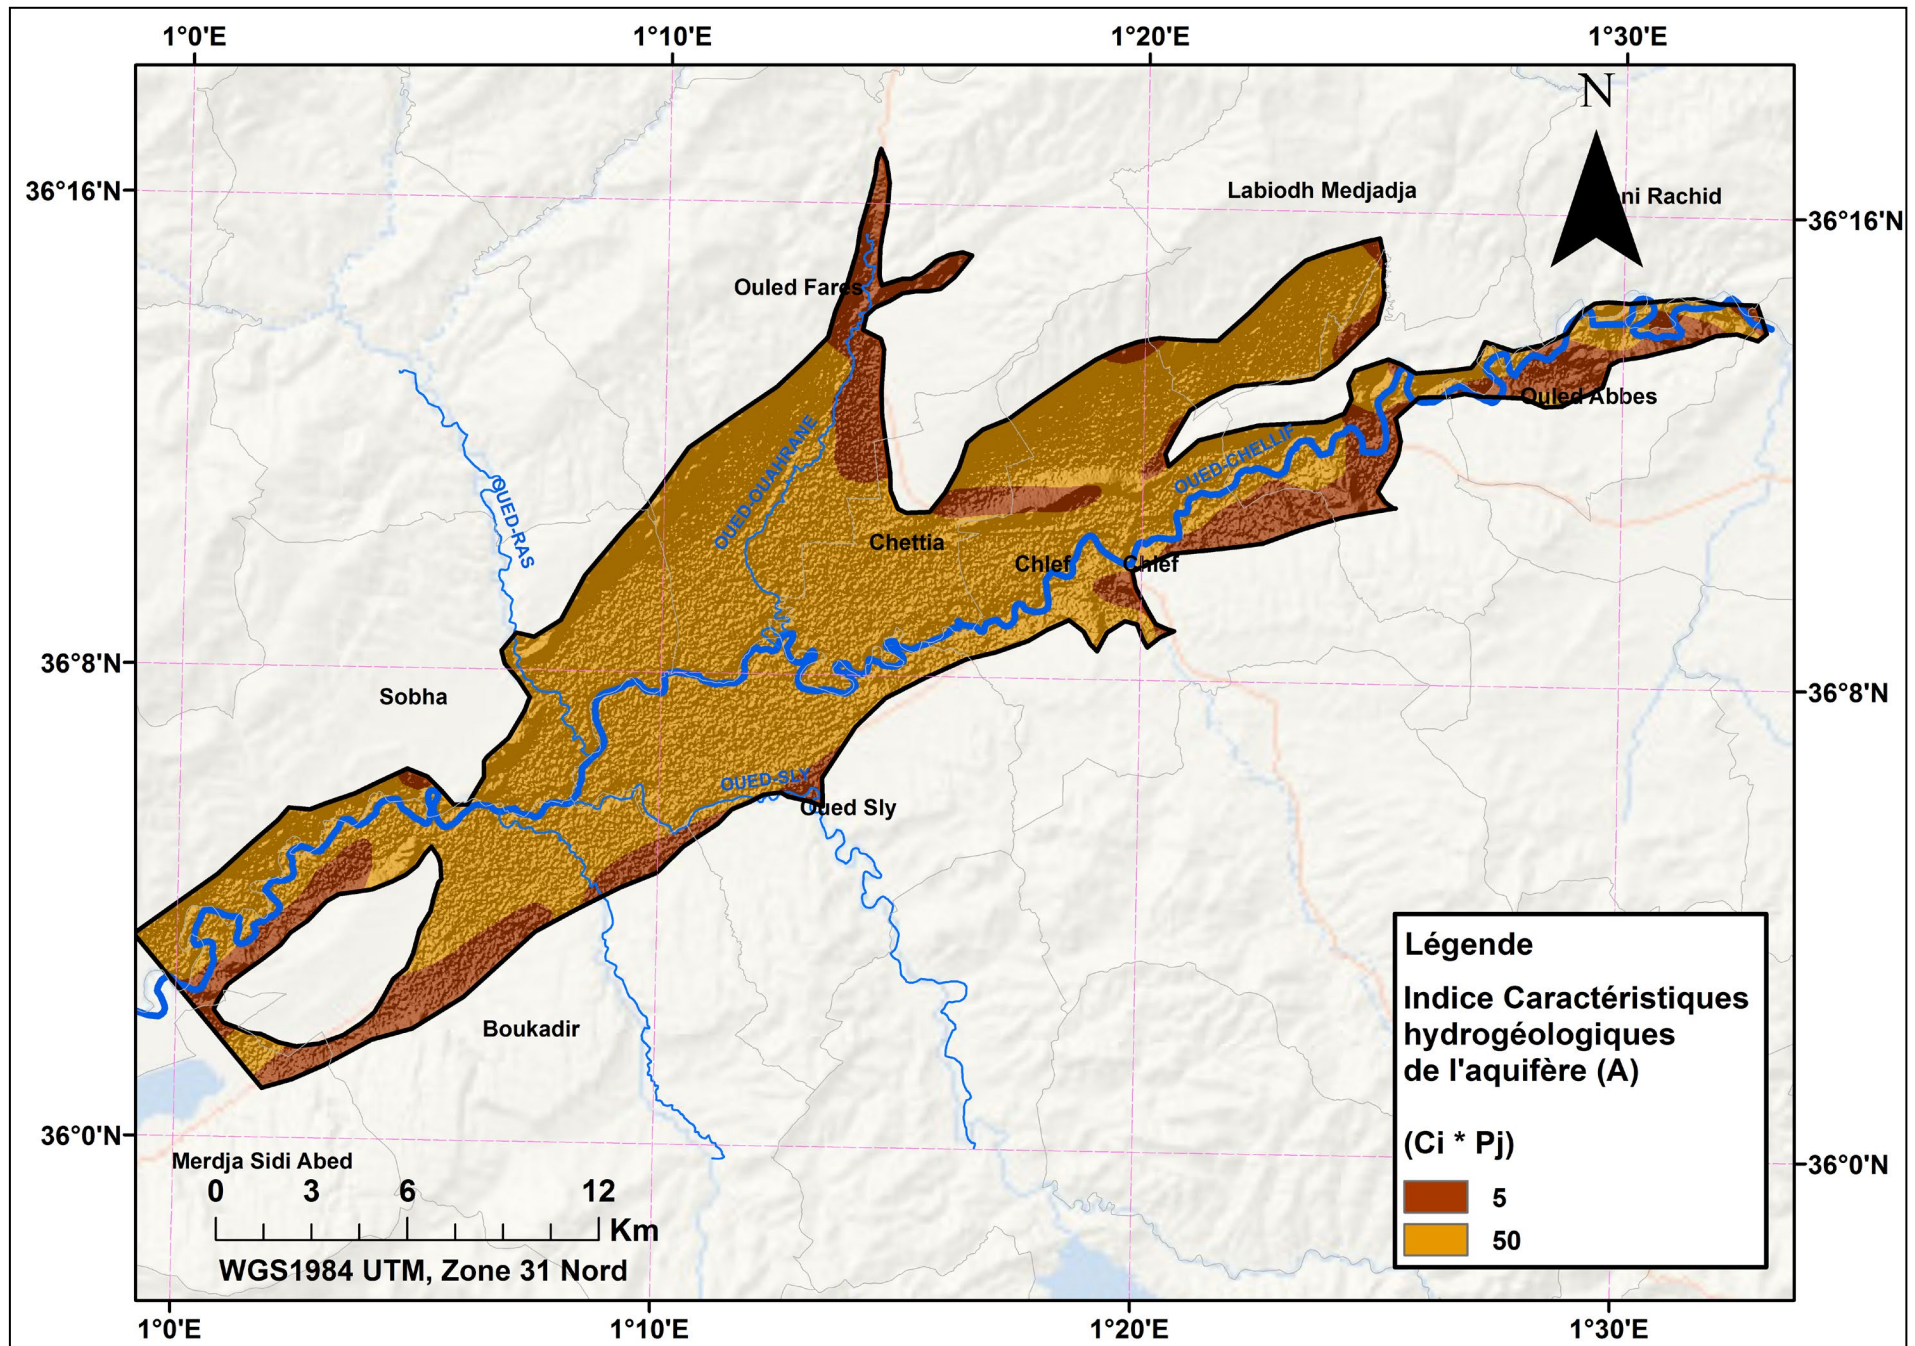 1°0'E 1°10'E 1°20'E 1°30'E
N
36°16'N
Labiodh Medjadja
ni Rachid
36°16'N
Ouled Fares
Ouled Abbes
OUED-OUAHRANE
OUED-CHELLIF
OUED-RAS
Chettia
Chlef
Chlef
36°8'N
Sobha
36°8'N
OUED-SLY
Oued Sly
Boukadir
Légende
Indice Caractéristiques
hydrogéologiques
de l'aquifère (A)
(Ci * Pj)
5
50
36°0'N
36°0'N
Merdja Sidi Abed
0 3 6 12
Km
WGS1984 UTM, Zone 31 Nord
1°0'E 1°10'E 1°20'E 1°30'E